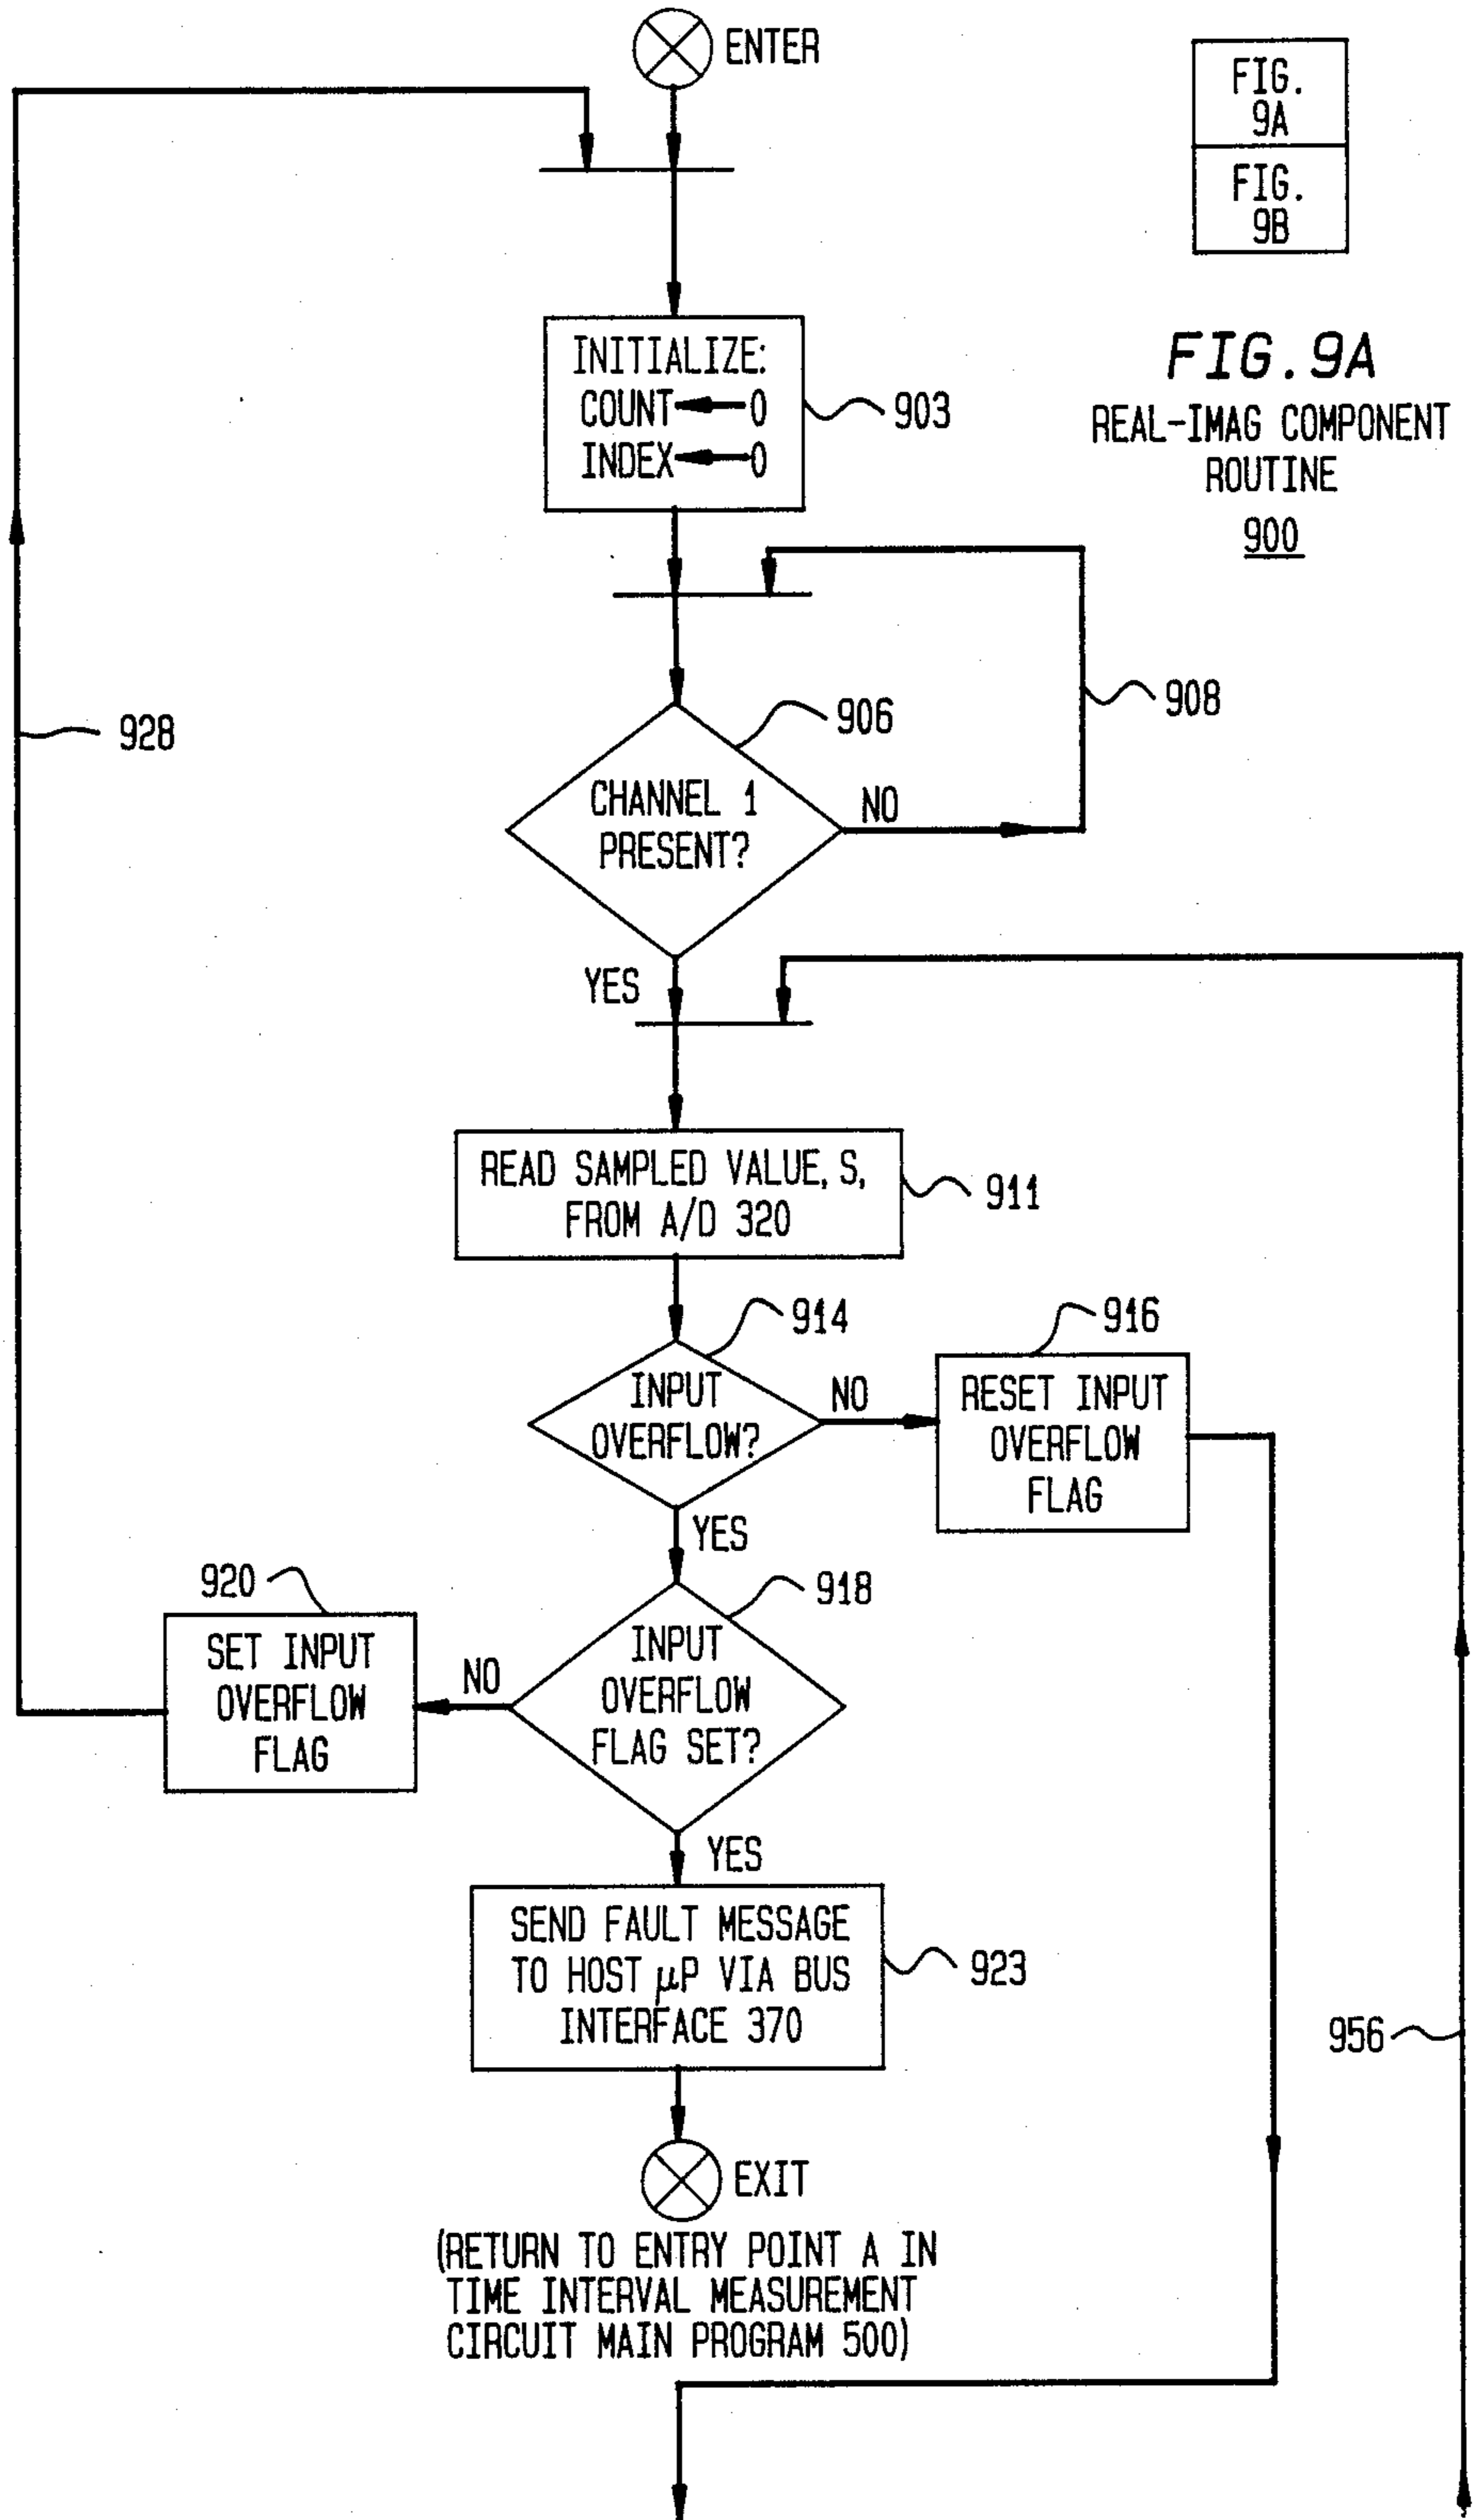 ENTER
FIG.
9A
FIG.
9B
FIG. 9A
REAL-IMAG COMPONENT
ROUTINE
900
INITIALIZE:
COUNT ← 0
INDEX ← 0
903
908
906
928
CHANNEL 1
PRESENT?
NO
YES
READ SAMPLED VALUE, S,
FROM A/D 320
911
914
916
INPUT
OVERFLOW?
NO
RESET INPUT
OVERFLOW
FLAG
YES
920
918
SET INPUT
OVERFLOW
FLAG
NO
INPUT
OVERFLOW
FLAG SET?
YES
SEND FAULT MESSAGE
TO HOST μP VIA BUS
INTERFACE 370
923
956
EXIT
(RETURN TO ENTRY POINT A IN
TIME INTERVAL MEASUREMENT
CIRCUIT MAIN PROGRAM 500)